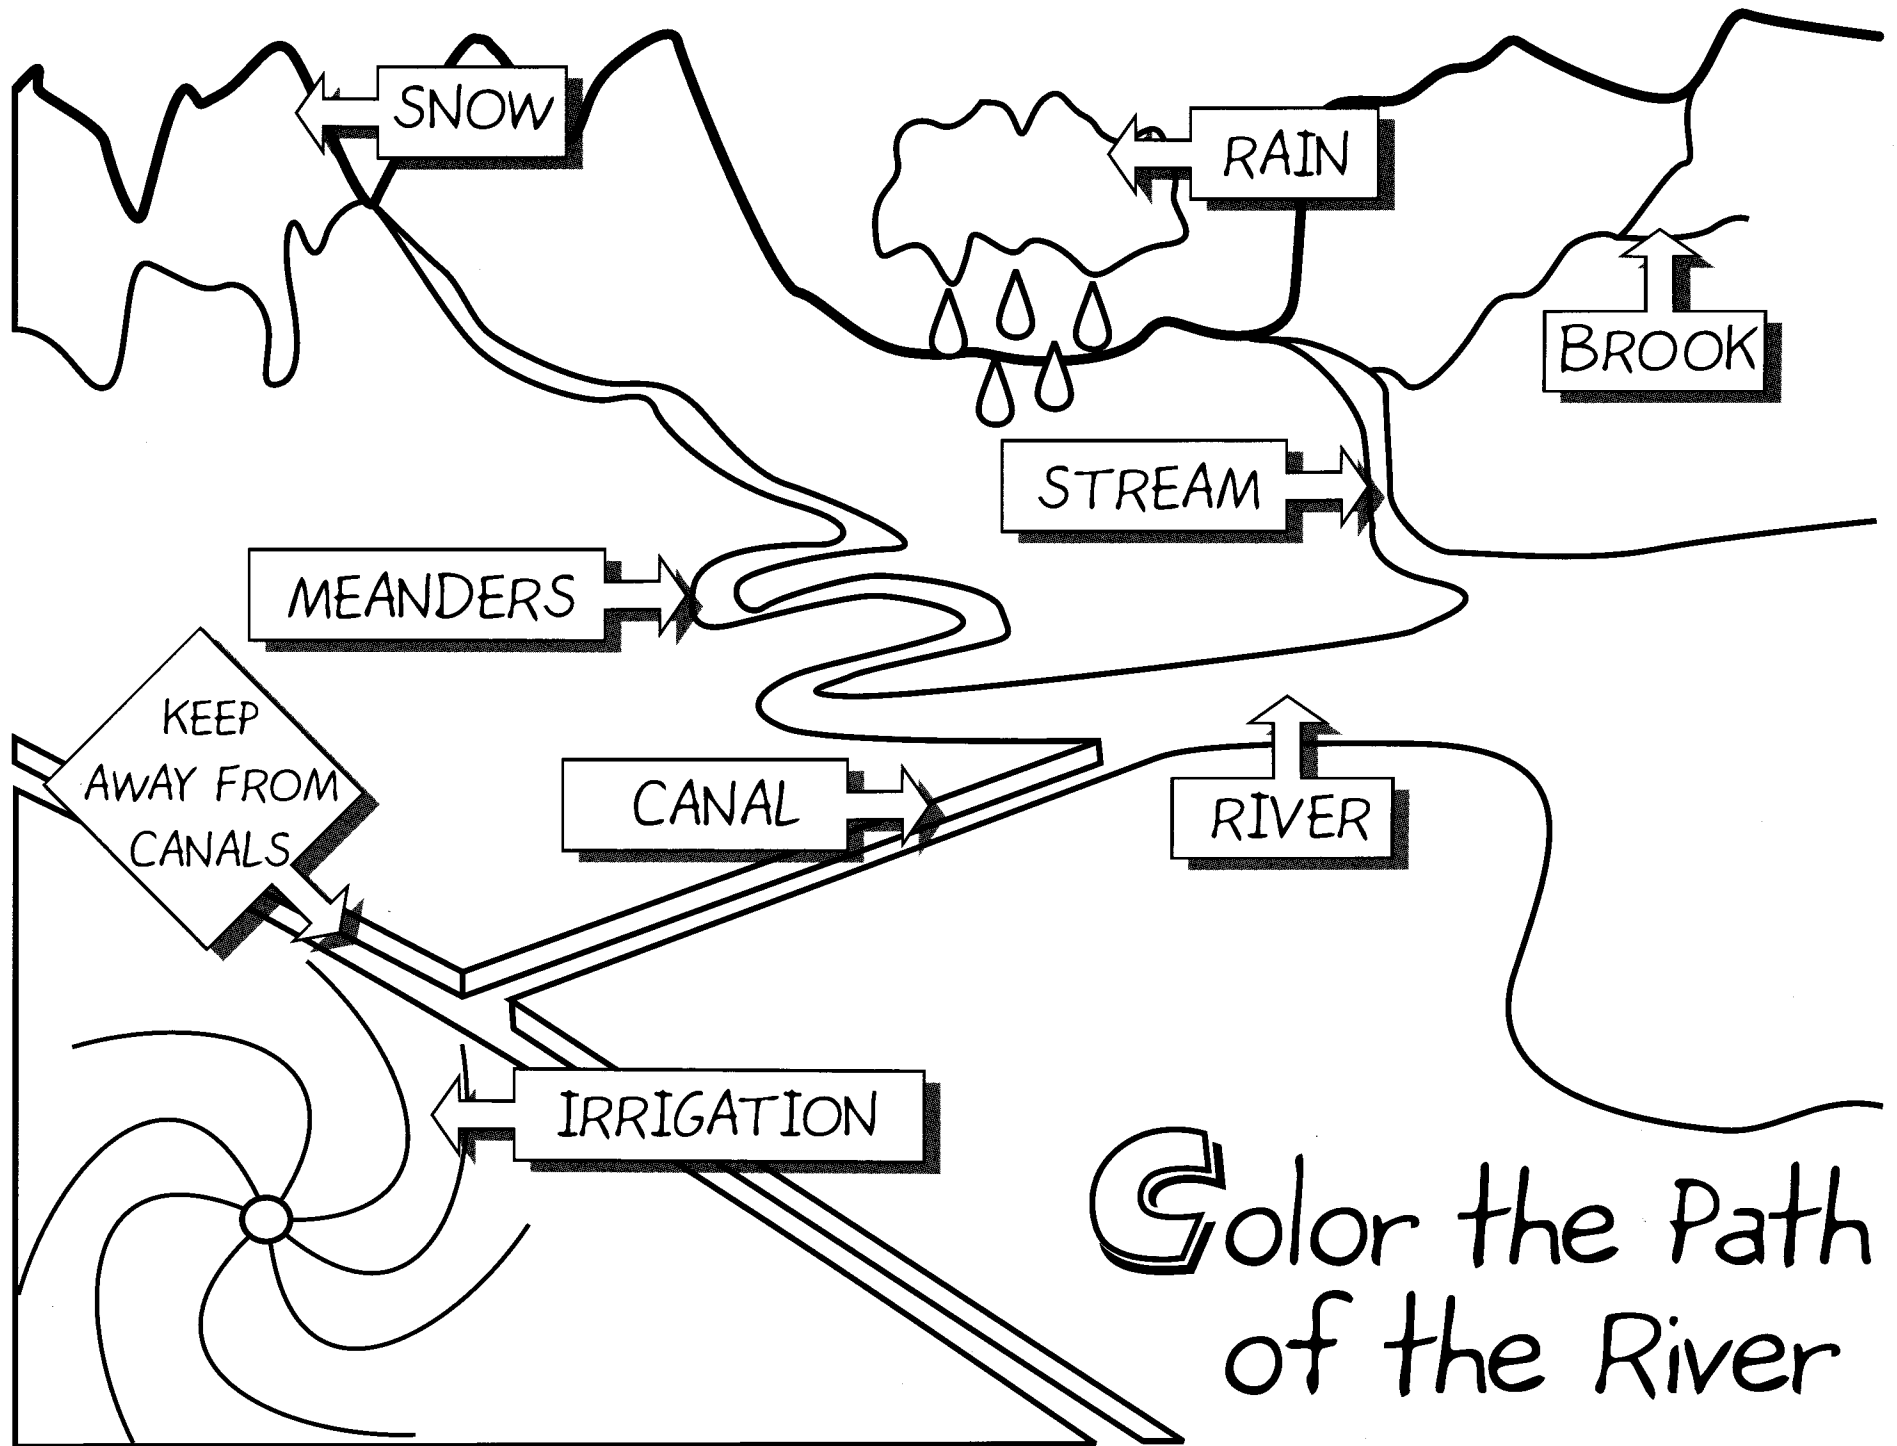 SNOW
RAIN
BROOK
STREAM
MEANDERS
KEEP
AWAY FROM
CANALS
CANAL
RIVER
IRRIGATION
Color the Path
of the River